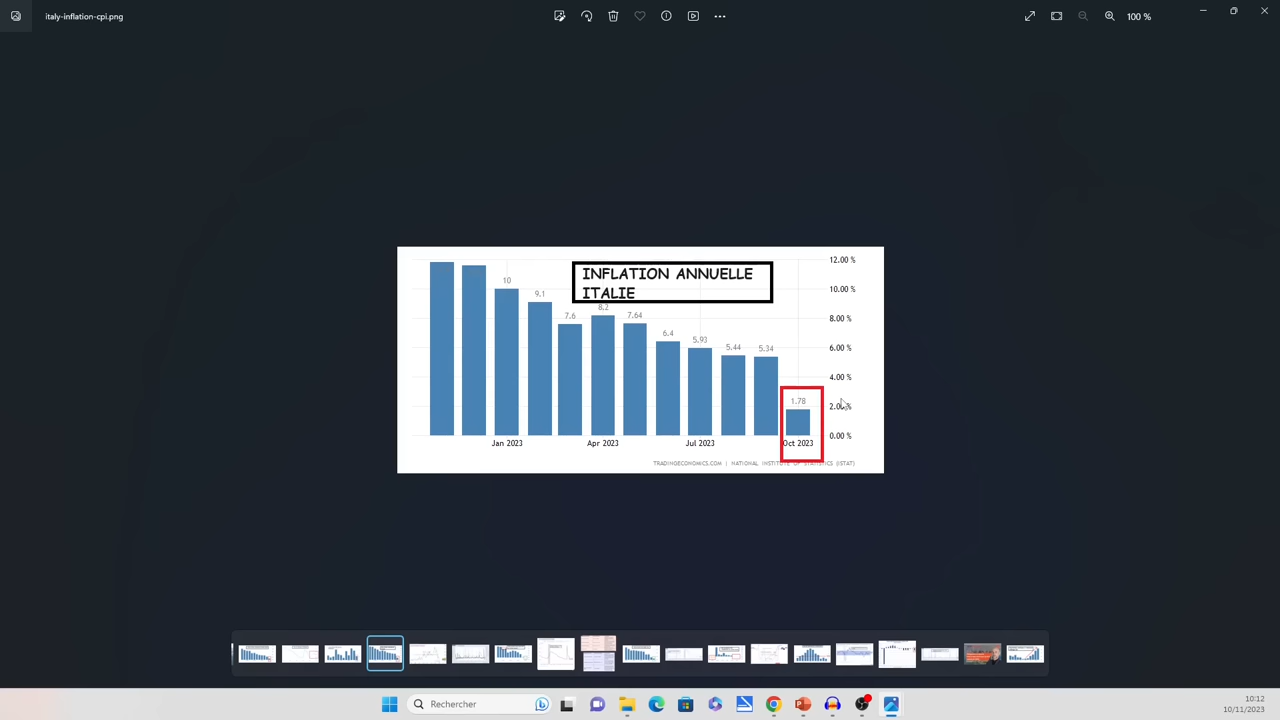 italy-inflation-cpi.png
100 %
INFLATION ANNUELLE
ITALIE
12.00 %
10.00 %
8.00 %
6.00 %
4.00 %
2.00 %
0.00 %
10
9.1
7.6
8.2
7.64
6.4
5.93
5.44
5.34
1.78
Jan 2023
Apr 2023
Jul 2023
Oct 2023
TRADINGECONOMICS.COM | NATIONAL INSTITUTE OF STATISTICS (ISTAT)
Rechercher
10:12
10/11/2023